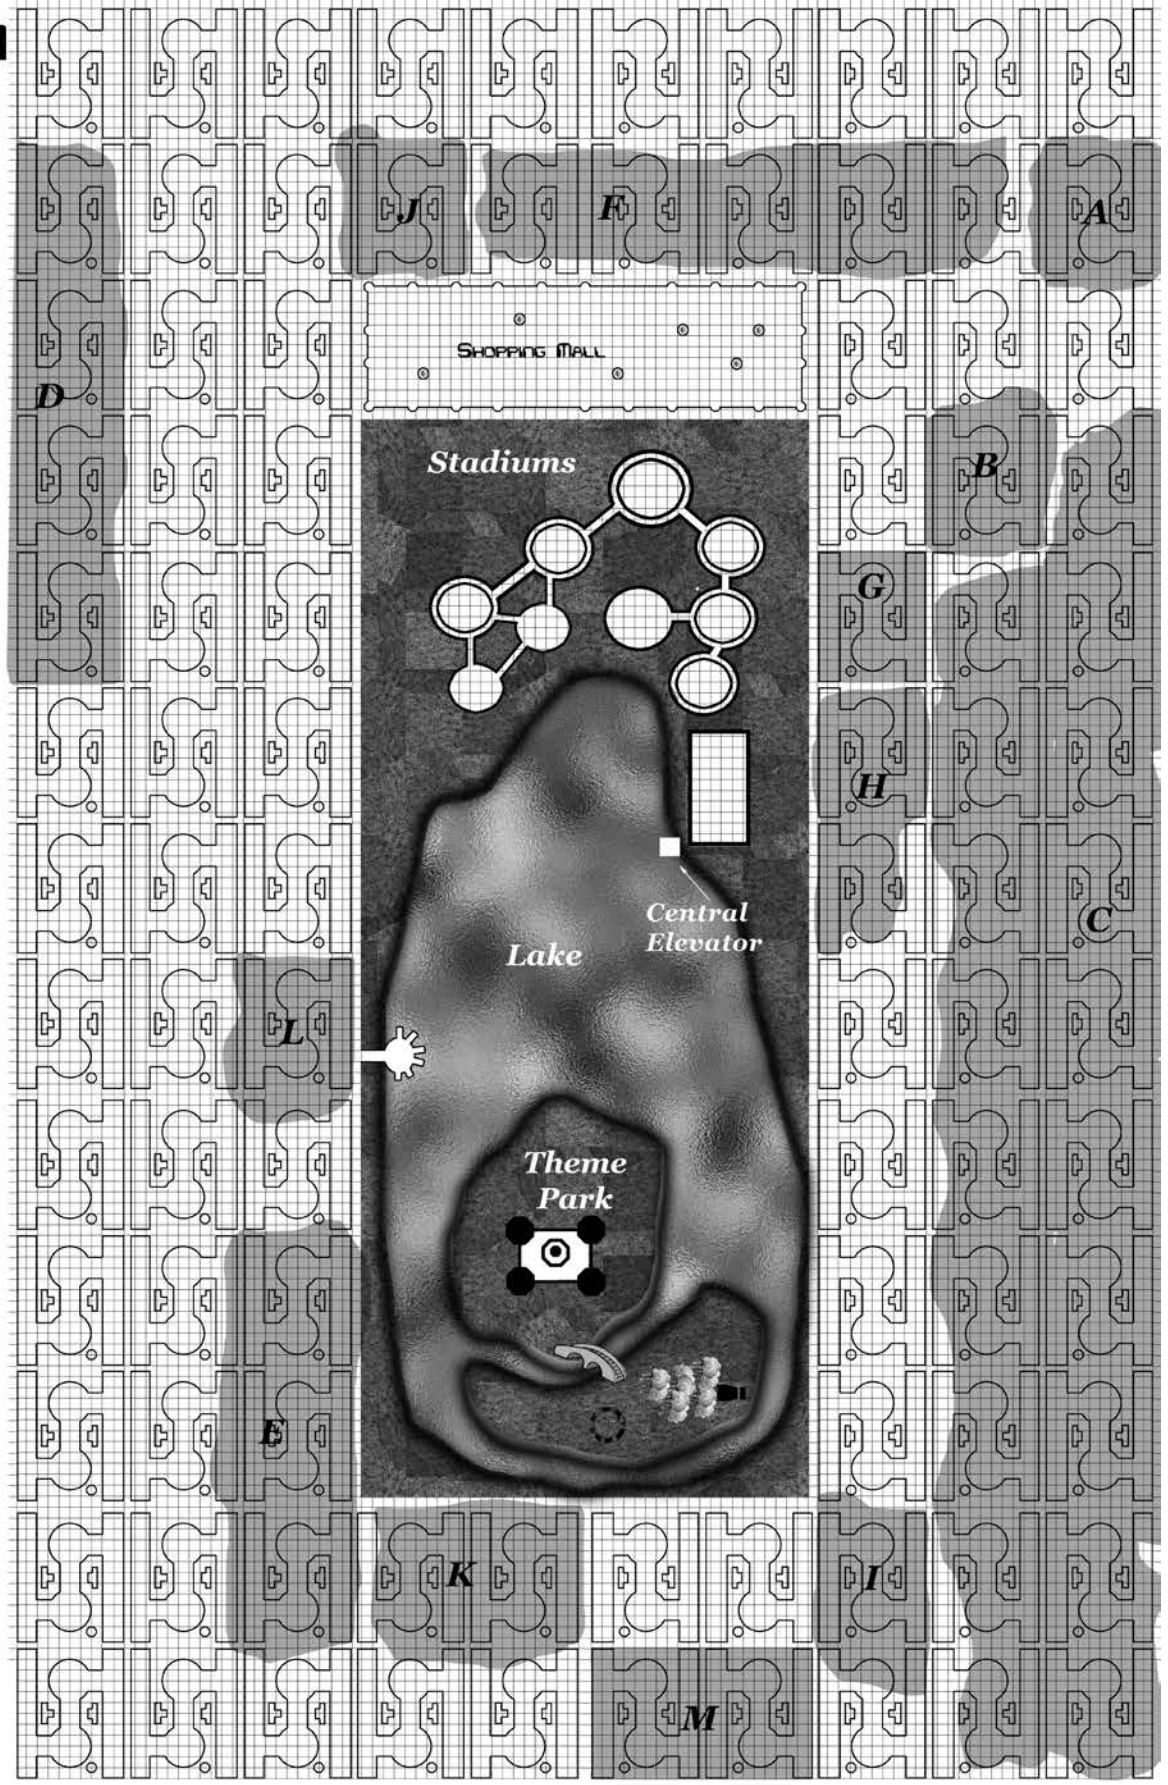 J
F
A
Shopping Mall
D
Stadiums
B
G
H
Central
Elevator
C
Lake
L
Theme
Park
E
K
I
M